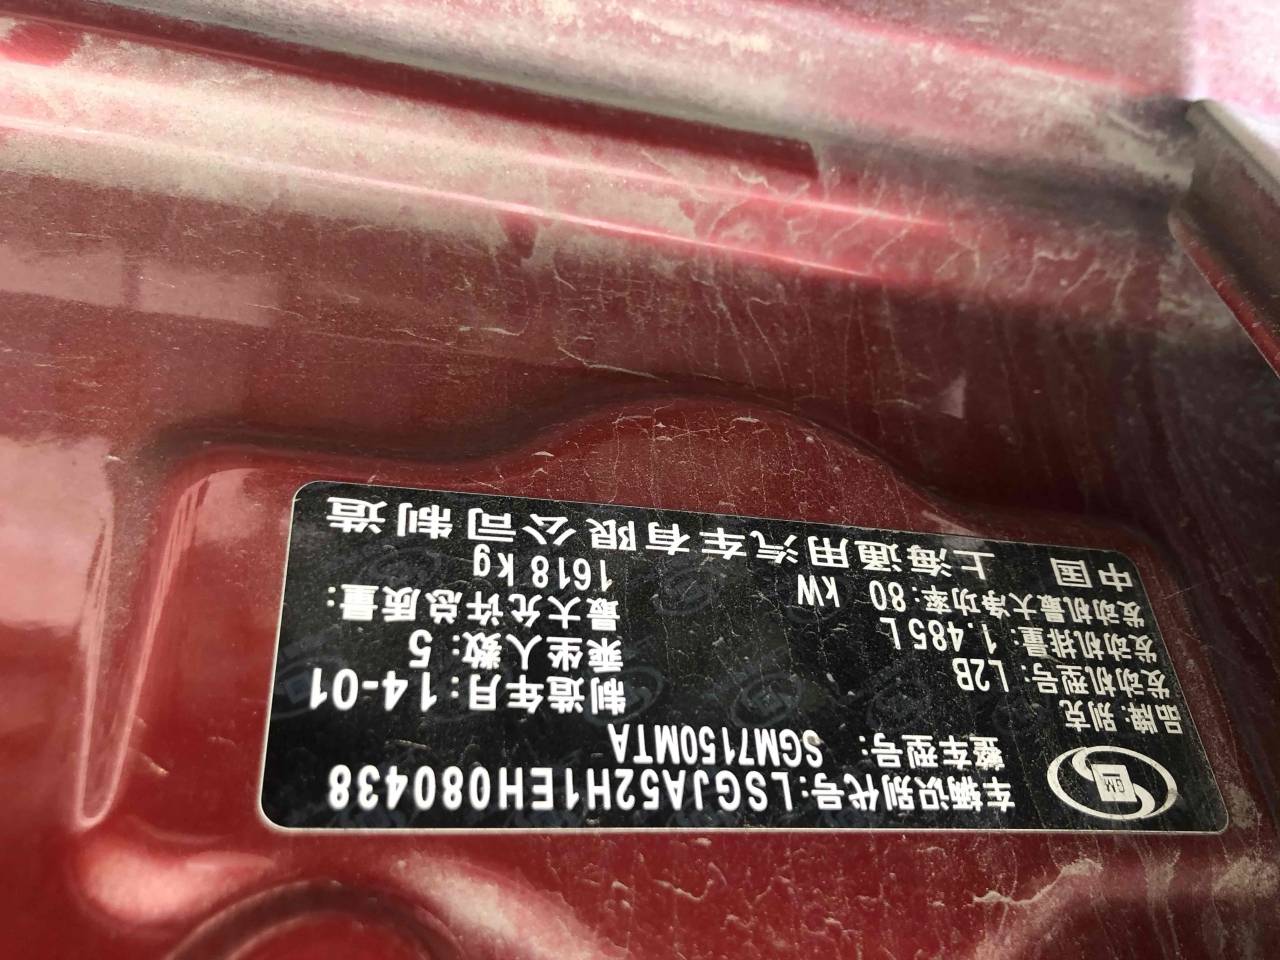 车辆识别代号:LSGJA52H1EH080438
整车型号: SGM7150MTA
GM
品牌:别克
制造年月:14-01
发动机型号: L2B
乘坐人数: 5
发动机排量: 1.485 L
最大允许总质量:
发动机最大净功率:80 kW
1618 kg
中国 上海通用汽车有限公司制造